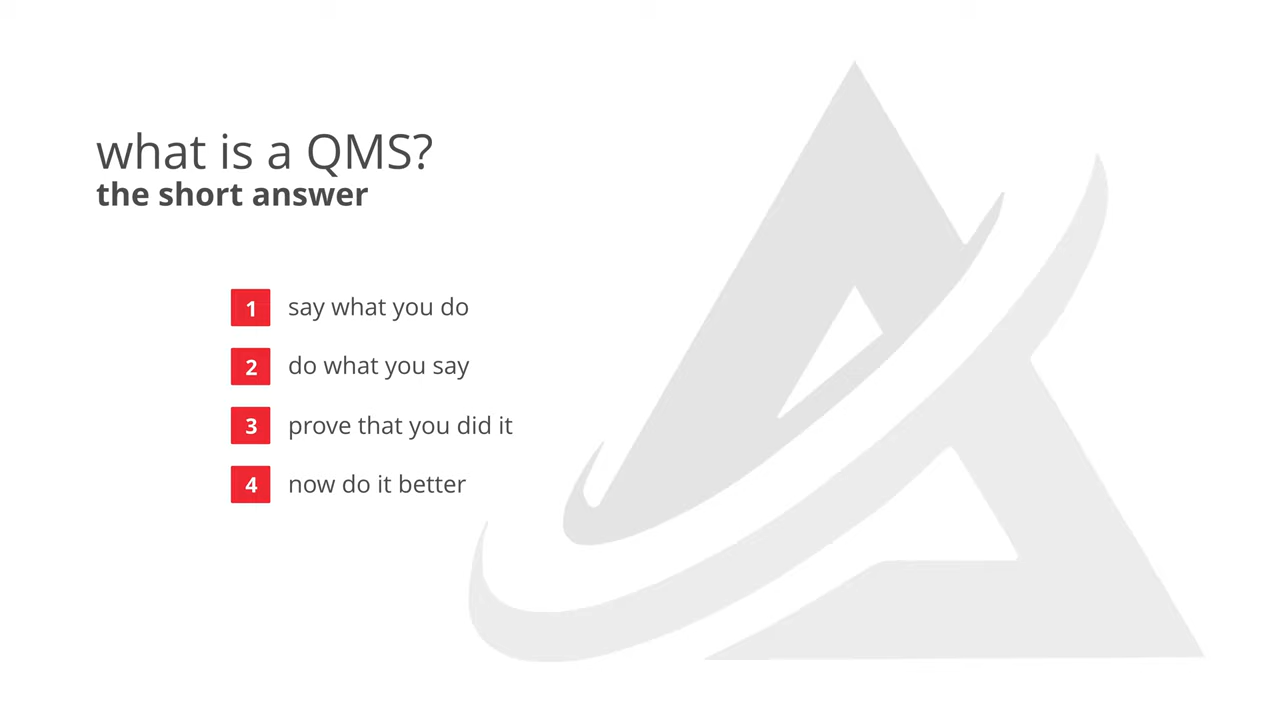 what is a QMS?
the short answer
1 say what you do
2 do what you say
3 prove that you did it
4 now do it better